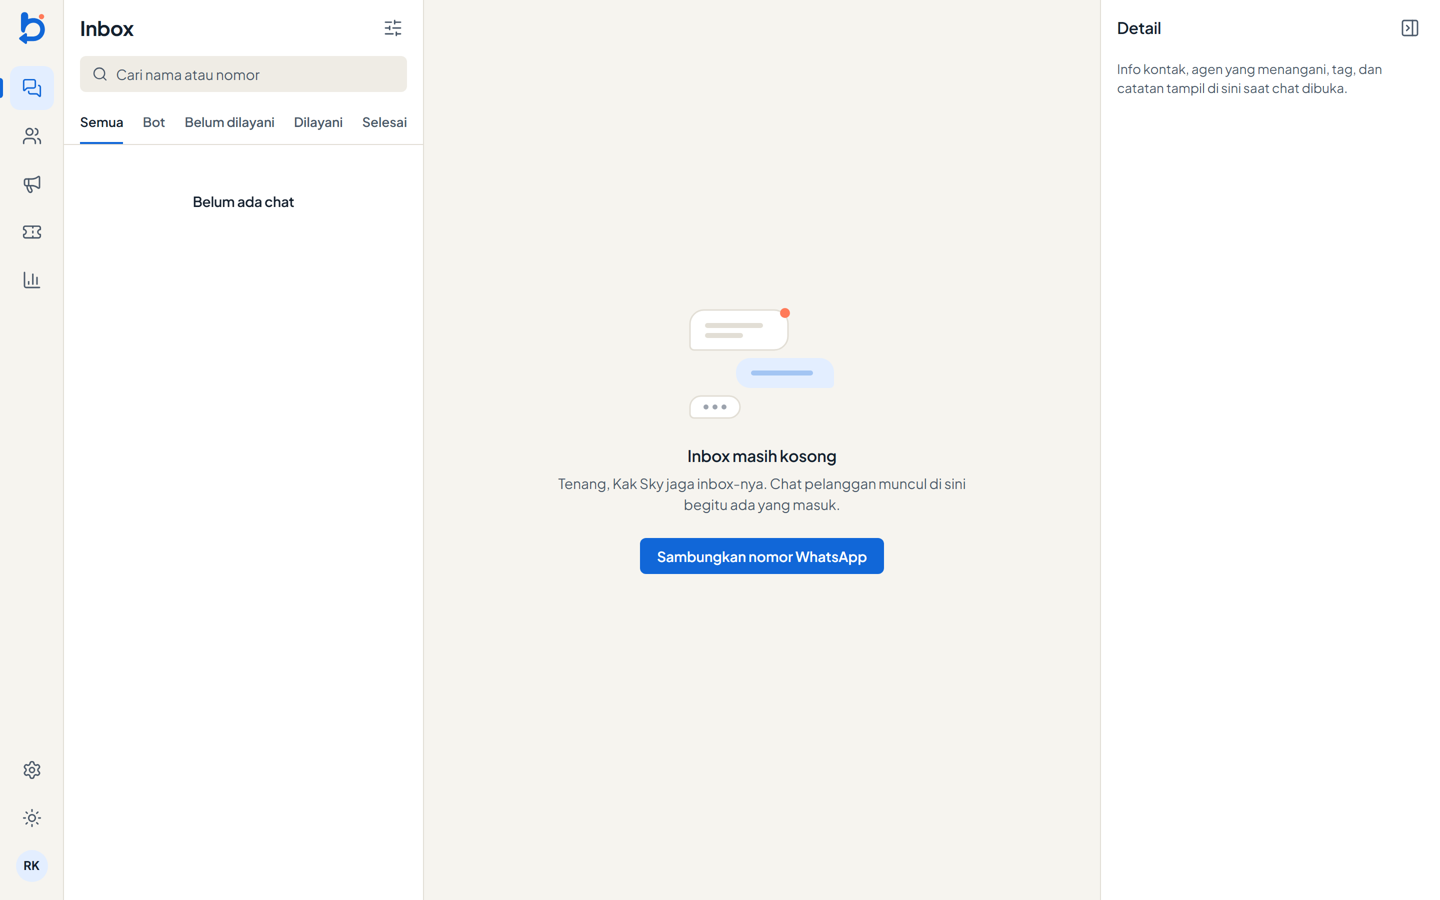 Inbox
Cari nama atau nomor
Semua Bot Belum dilayani Dilayani Selesai
Belum ada chat
Inbox masih kosong
Tenang, Kak Sky jaga inbox-nya. Chat pelanggan muncul di sini
begitu ada yang masuk.
Sambungkan nomor WhatsApp
Detail
Info kontak, agen yang menangani, tag, dan
catatan tampil di sini saat chat dibuka.
RK